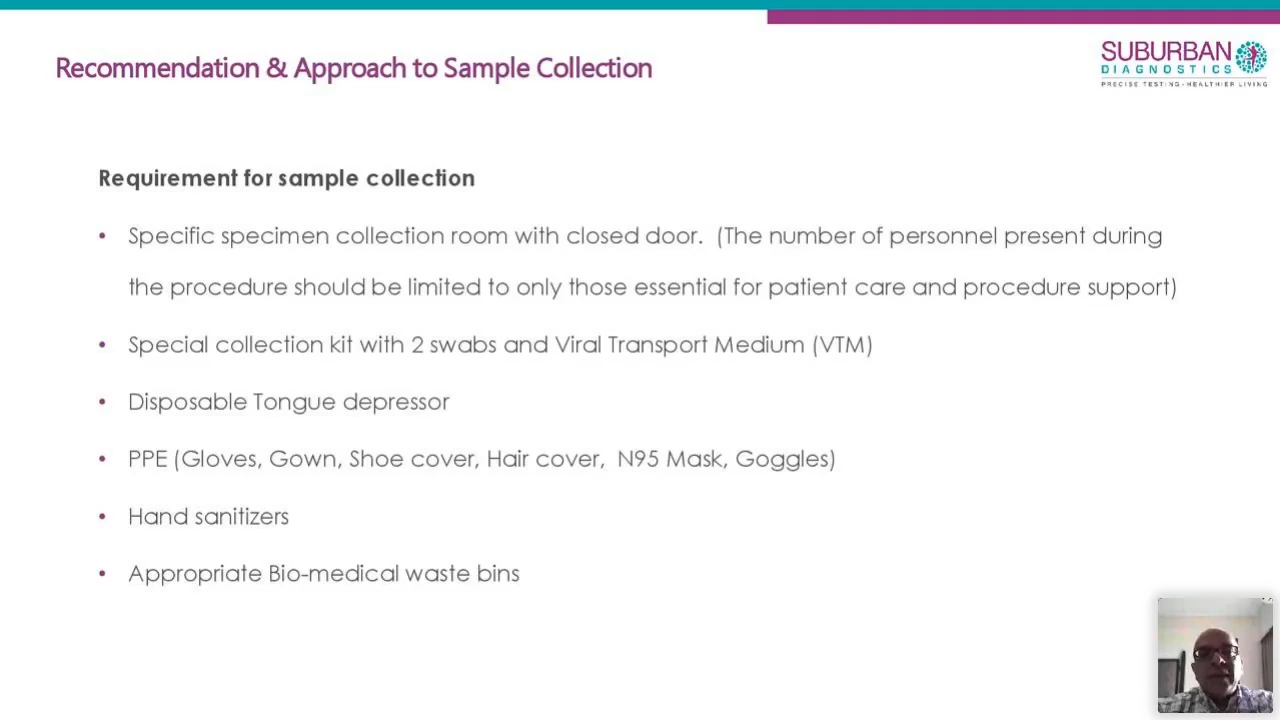 Recommendation & Approach to Sample Collection
SUBURBAN
DIAGNOSTICS
PRECISE TESTING-HEALTHIER LIVING
Requirement for sample collection
• Specific specimen collection room with closed door. (The number of personnel present during
the procedure should be limited to only those essential for patient care and procedure support)
• Special collection kit with 2 swabs and Viral Transport Medium (VTM)
• Disposable Tongue depressor
• PPE (Gloves, Gown, Shoe cover, Hair cover, N95 Mask, Goggles)
• Hand sanitizers
• Appropriate Bio-medical waste bins